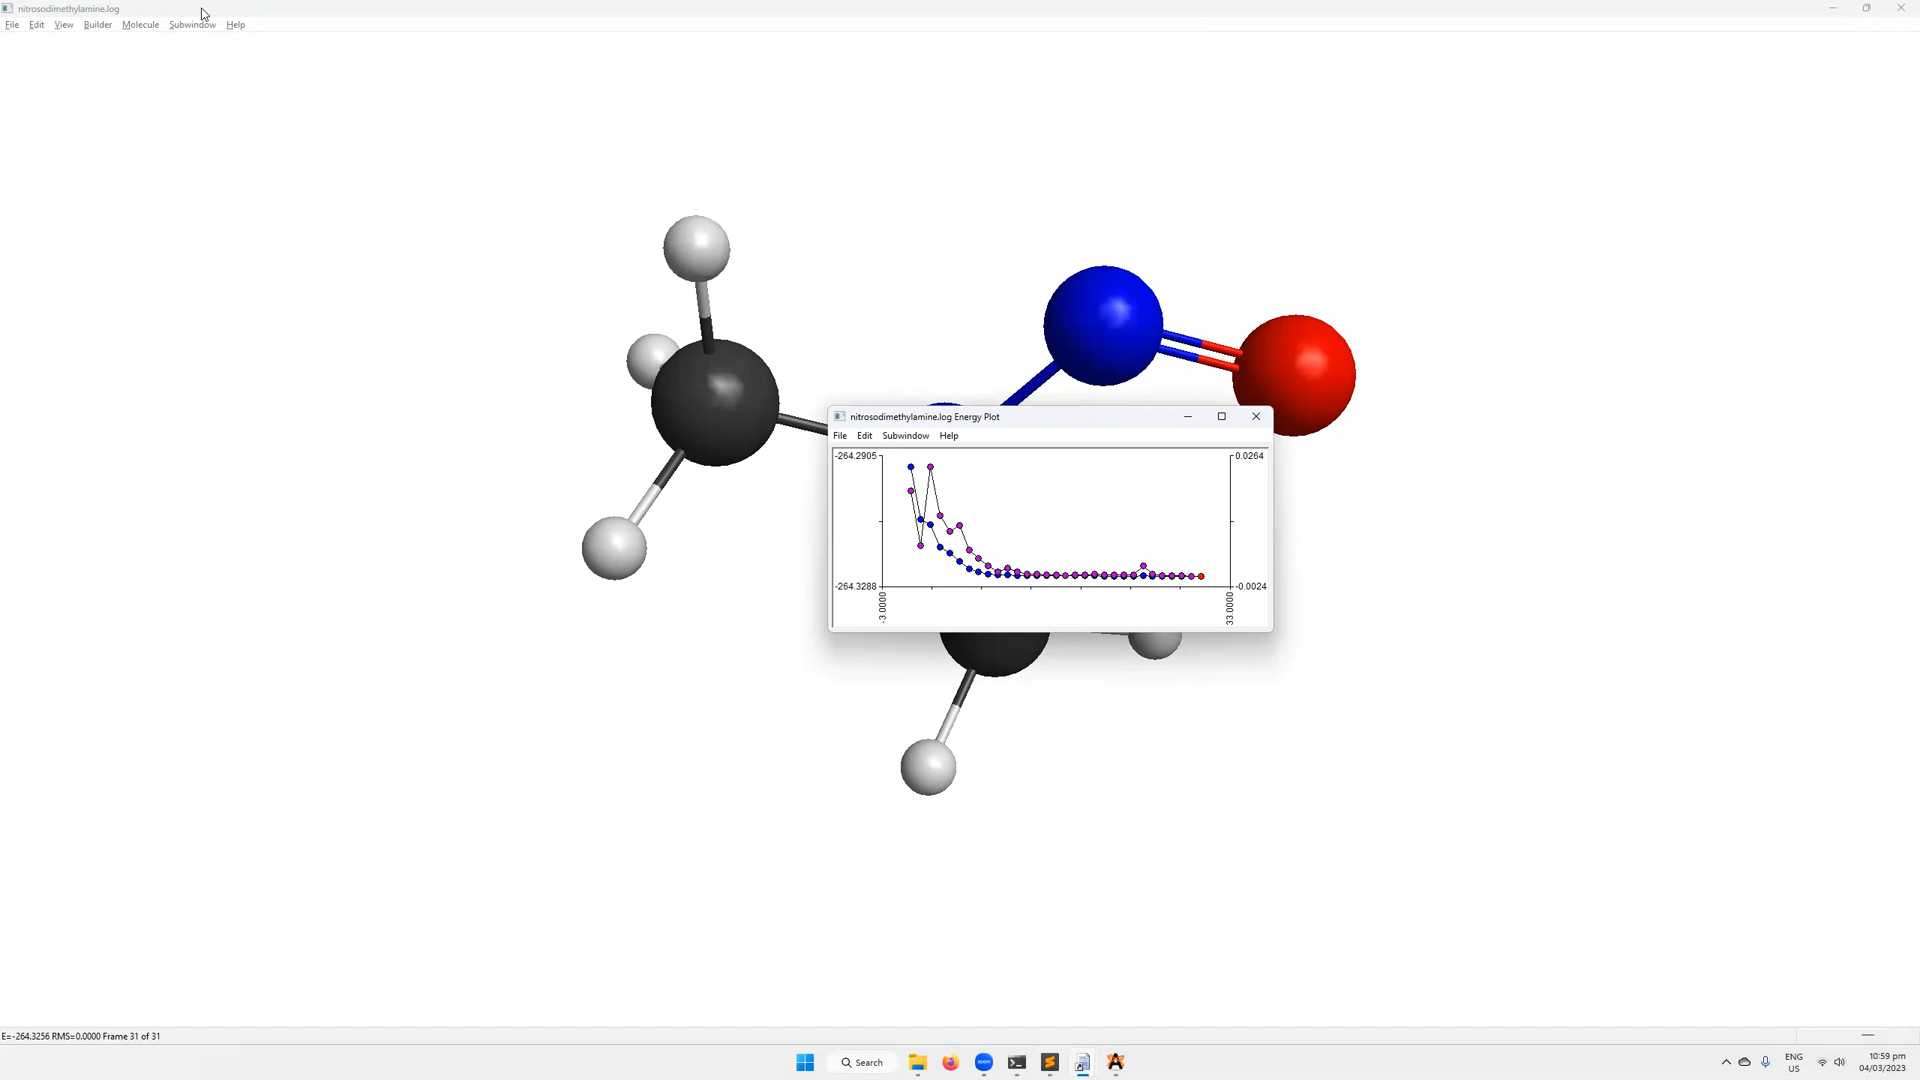 nitrosodimethylamine.log
File Edit View Builder Molecule Subwindow Help
nitrosodimethylamine.log Energy Plot
File Edit Subwindow Help
-264.2905
0.0264
-264.3288
-0.0024
-3.0000
33.0000
E=-264.3256 RMS=0.0000 Frame 31 of 31
Search
zoom
ENG
US
10:59 pm
04/03/2023